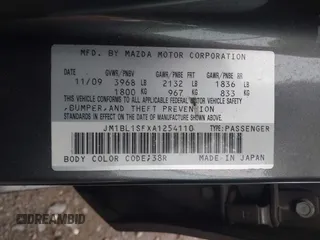 MFD. BY MAZDA MOTOR CORPORATION
GVWR/PNBV GAWR/PNBE FR GAWR/PNBE RR
11/09 3968 LB 2132 LB 1836 LB
1800 KG 967 KG 833 KG
THIS VEHICLE CONFORMS TO ALL APPLICABLE
FEDERAL MOTOR VEHICLE SAFETY
,BUMPER,AND THEFT PREVENTION
STANDARDS IN EFFECT ON THE DATE OF
MANUFACTURE SHOWN ABOVE.
JM1BL1SFXA1254110 TYPE:PASSENGER
BODY COLOR CODE:38R MADE IN JAPAN
DREAMBID